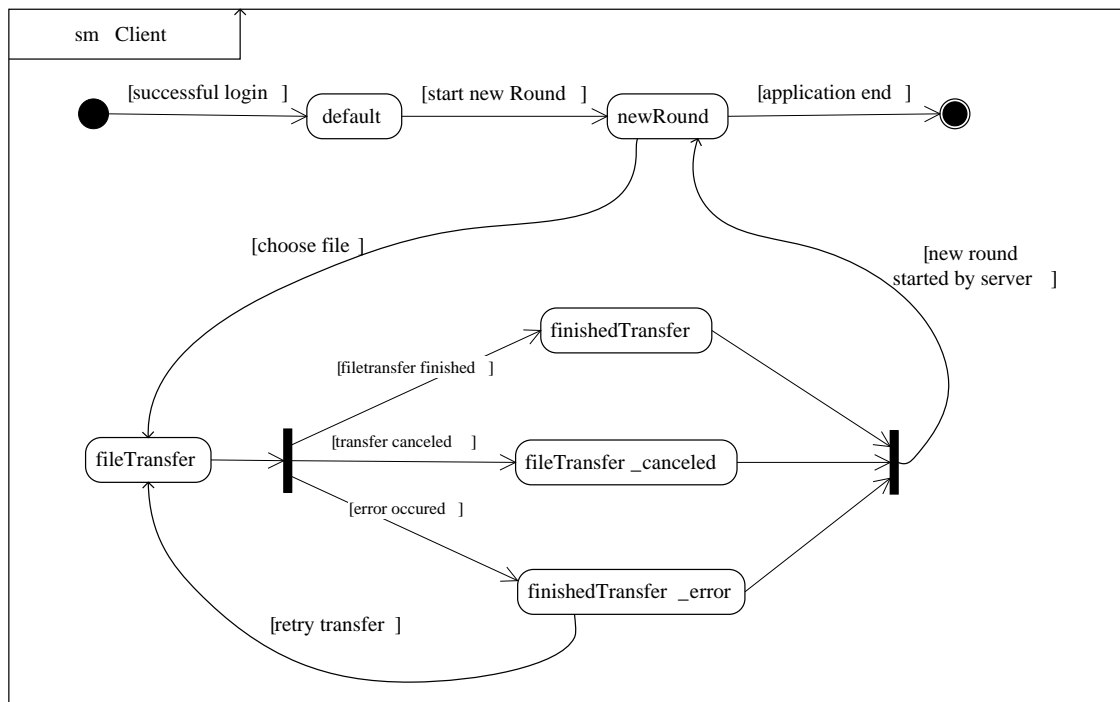 sm Client
[successful login ]
[start new Round ]
[application end ]
default
newRound
[choose file ]
[new round
started by server ]
finishedTransfer
[filetransfer finished ]
fileTransfer
[transfer canceled ]
fileTransfer _canceled
[error occured ]
finishedTransfer _error
[retry transfer ]